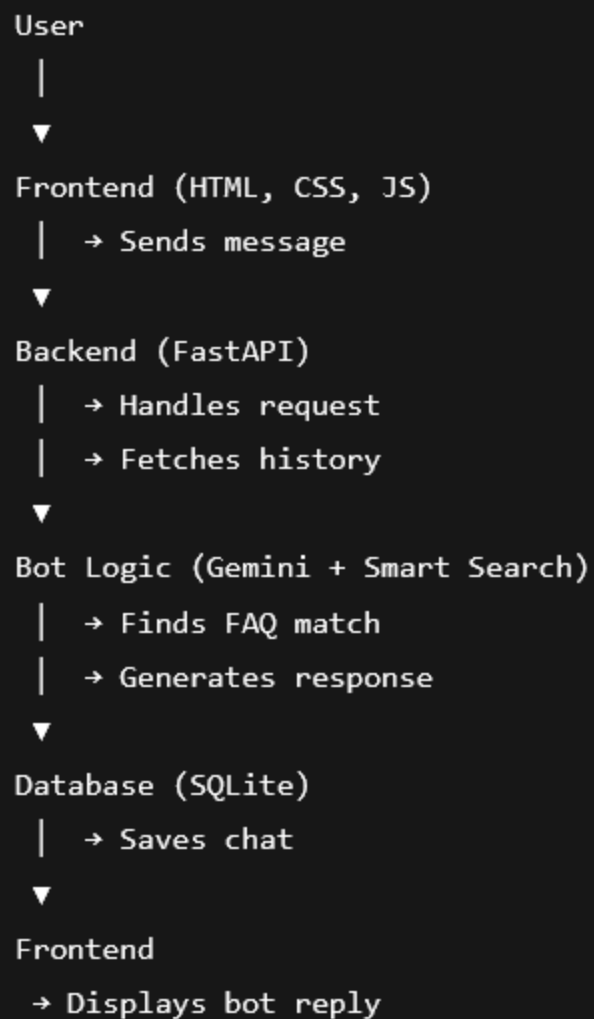 User
│
▼
Frontend (HTML, CSS, JS)
│ → Sends message
▼
Backend (FastAPI)
│ → Handles request
│ → Fetches history
▼
Bot Logic (Gemini + Smart Search)
│ → Finds FAQ match
│ → Generates response
▼
Database (SQLite)
│ → Saves chat
▼
Frontend
→ Displays bot reply